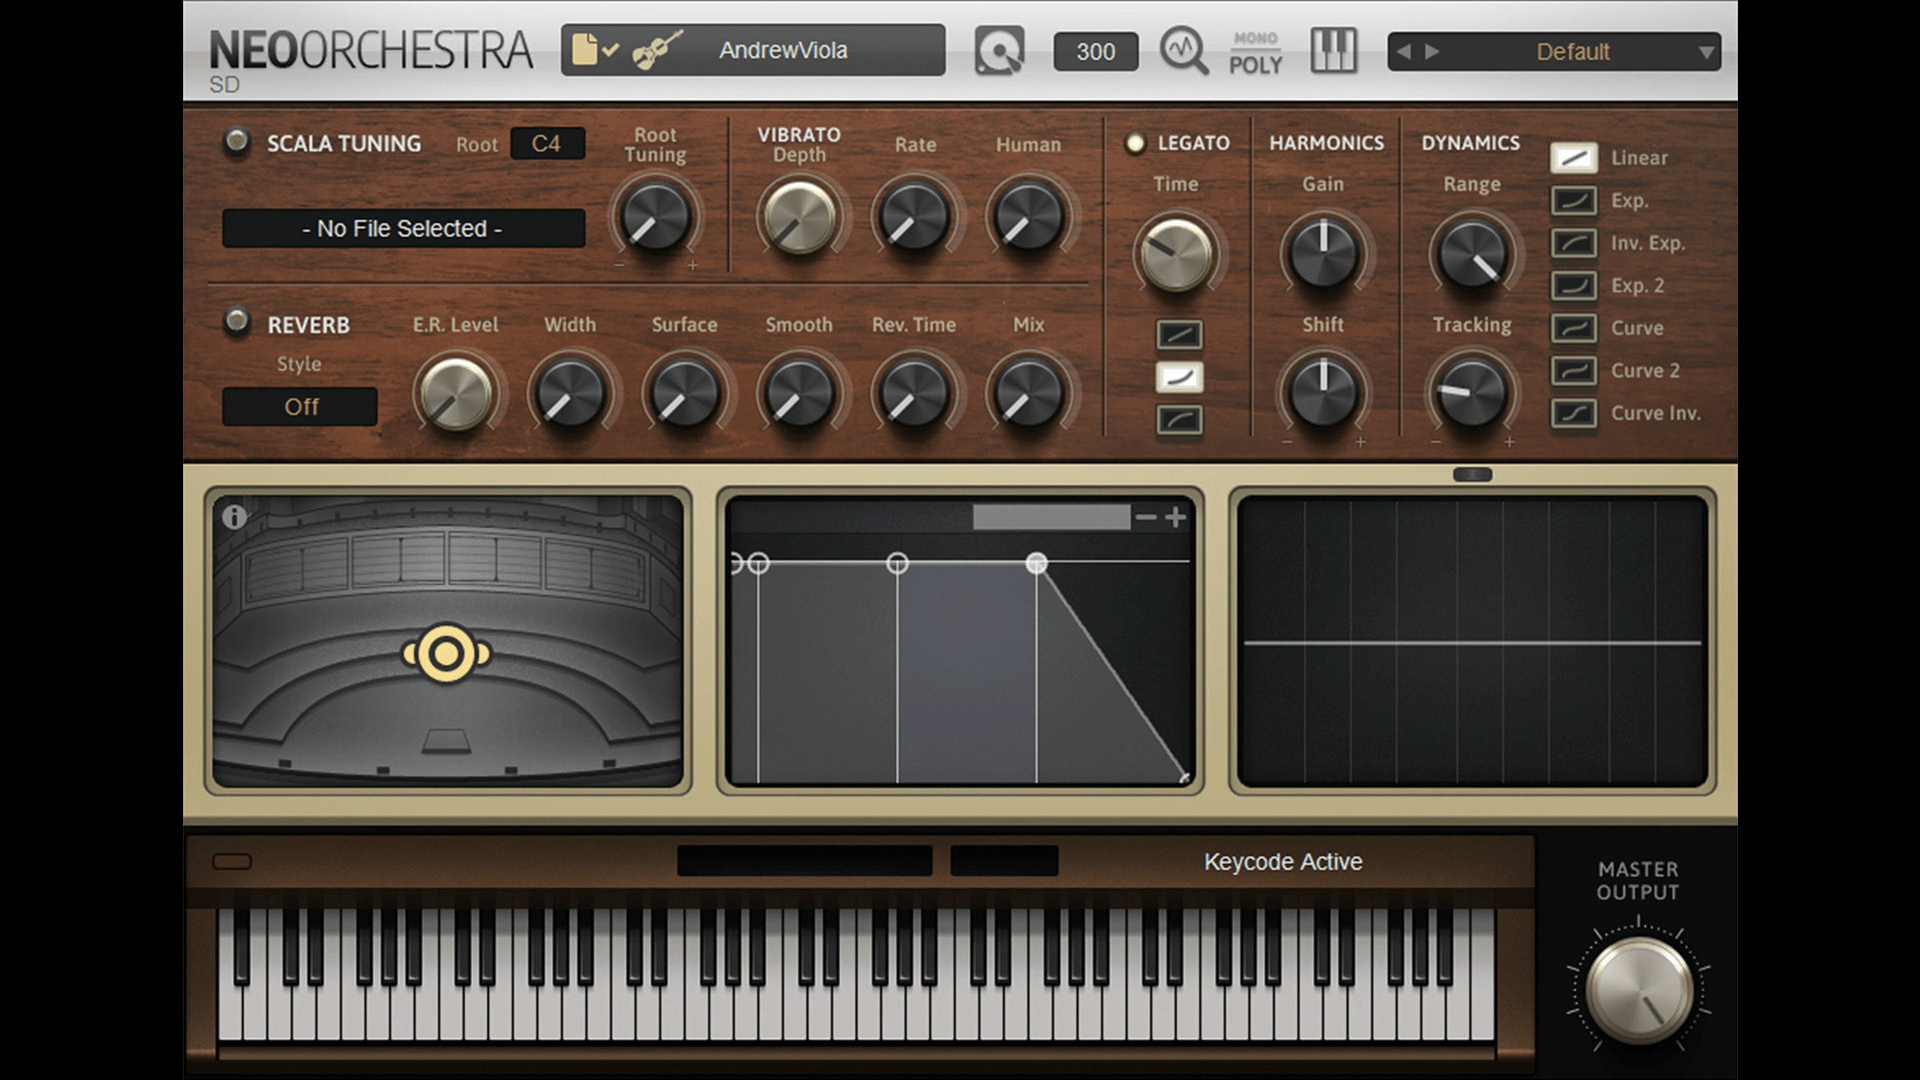 NEOORCHESTRA
SD
AndrewViola
300
MONO
POLY
Default
SCALA TUNING
Root
C4
Root
Tuning
- No File Selected -
VIBRATO
Depth
Rate
Human
LEGATO
Time
HARMONICS
Gain
Shift
DYNAMICS
Range
Tracking
Linear
Exp.
Inv. Exp.
Exp. 2
Curve
Curve 2
Curve Inv.
REVERB
Style
Off
E.R. Level
Width
Surface
Smooth
Rev. Time
Mix
Keycode Active
MASTER
OUTPUT